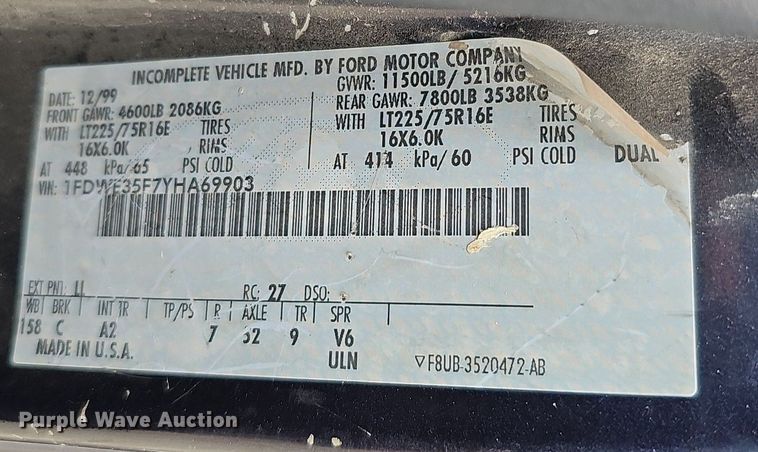 INCOMPLETE VEHICLE MFD. BY FORD MOTOR COMPANY
DATE: 12/99 GVWR: 11500LB/ 5216KG
FRONT GAWR: 4600LB 2086KG REAR GAWR: 7800LB 3538KG
WITH LT225/75R16E TIRES WITH LT225/75R16E TIRES
16X6.0K RIMS 16X6.0K RIMS
AT 448 kPa/65 PSI COLD AT 414 kPa/60 PSI COLD DUAL
VIN: 1FDWE35F7YHA69903
EXT PNT: LL RC: 27 DSO:
WB BRK INT TR TP/PS R AXLE TR SPR
158 C A2 7 52 9 V6
MADE IN U.S.A. ULN
▽F8UB-3520472-AB
Purple Wave Auction